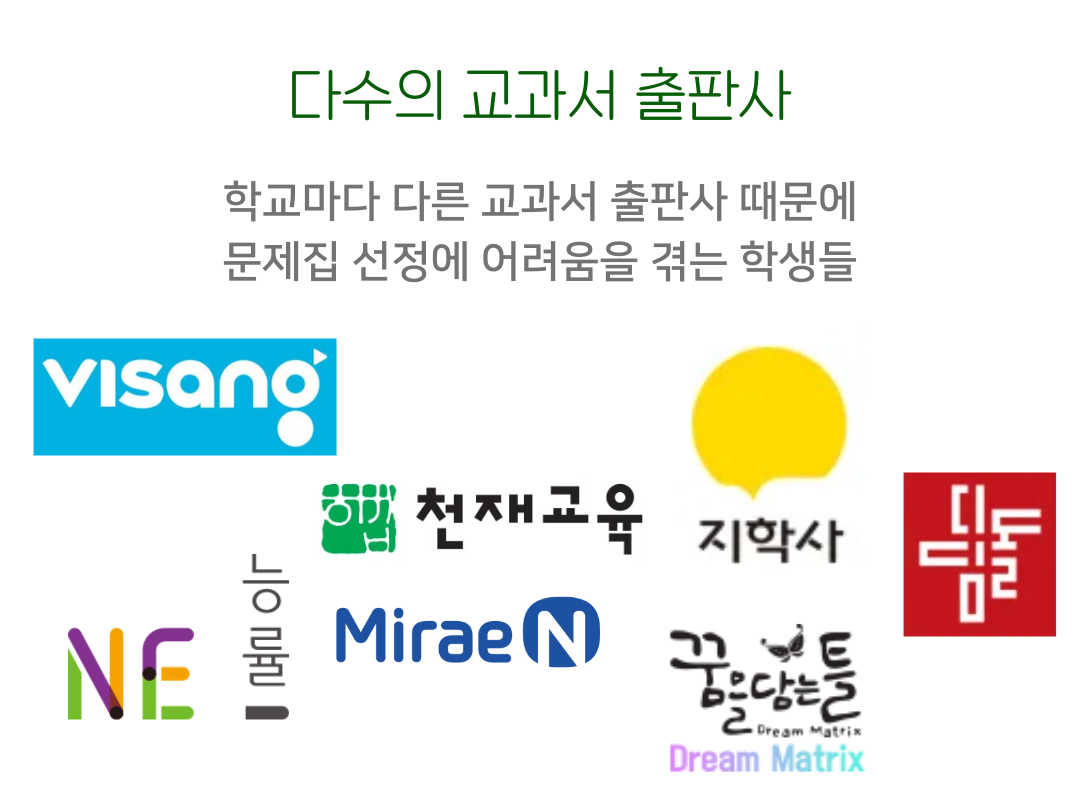 다수의 교과서 출판사
학교마다 다른 교과서 출판사 때문에
문제집 선정에 어려움을 겪는 학생들
visang
천재교육
지학사
디딤돌
NE 능률
Mirae N
꿈을담는틀
Dream Matrix
Dream Matrix